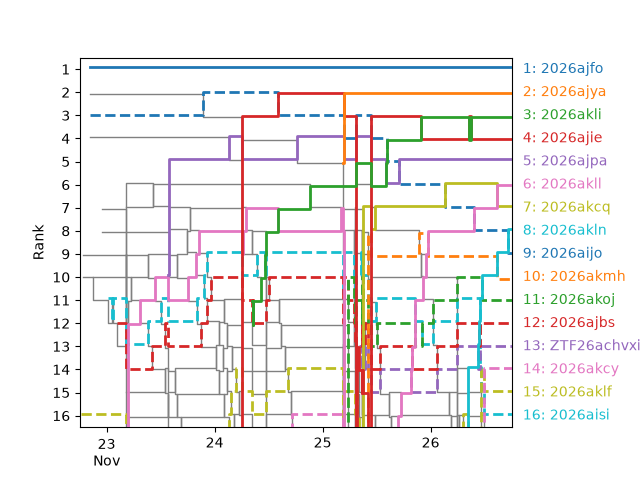 Rank
1
2
3
4
5
6
7
8
9
10
11
12
13
14
15
16
23
24
25
26
Nov
1: 2026ajfo
2: 2026ajya
3: 2026akli
4: 2026ajie
5: 2026ajpa
6: 2026akll
7: 2026akcq
8: 2026akln
9: 2026aijo
10: 2026akmh
11: 2026akoj
12: 2026ajbs
13: ZTF26achvxi
14: 2026akcy
15: 2026aklf
16: 2026aisi